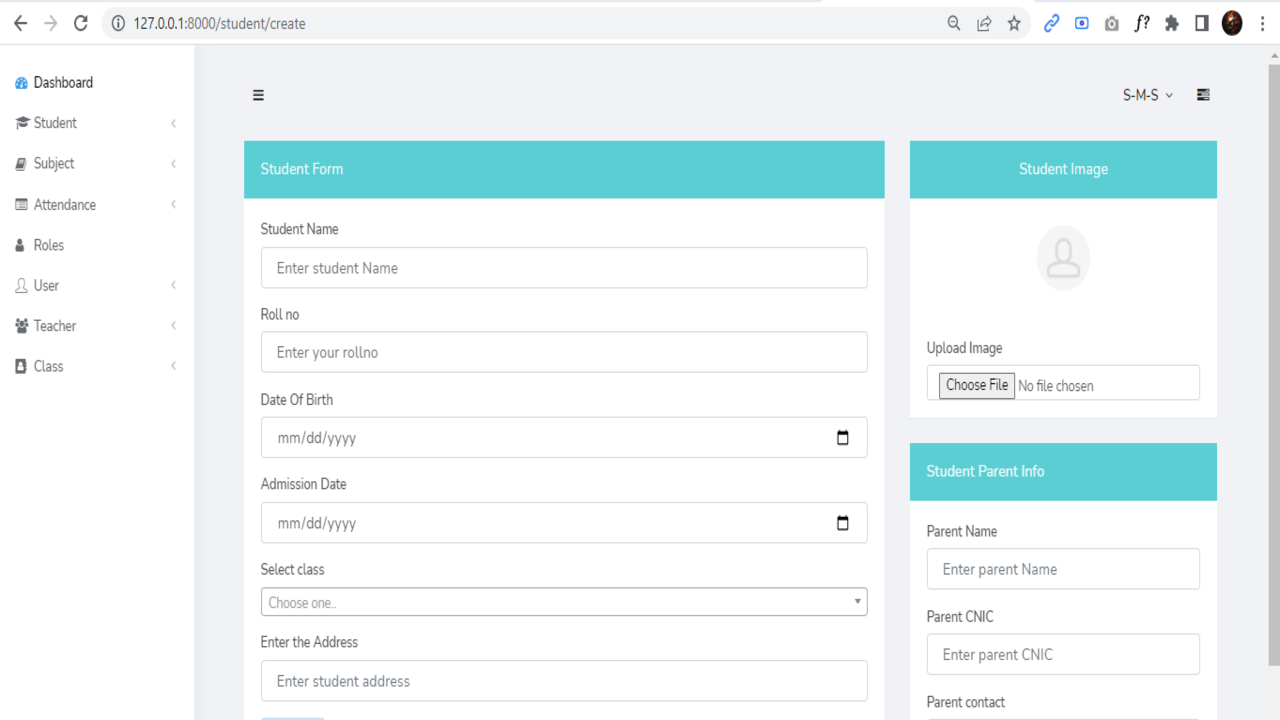 127.0.0.1:8000/student/create
f?
Dashboard
Student
Subject
Attendance
Roles
User
Teacher
Class
S-M-S
Student Form
Student Name
Enter student Name
Roll no
Enter your rollno
Date Of Birth
mm/dd/yyyy
Admission Date
mm/dd/yyyy
Select class
Choose one..
Enter the Address
Enter student address
Student Image
Upload Image
Choose File No file chosen
Student Parent Info
Parent Name
Enter parent Name
Parent CNIC
Enter parent CNIC
Parent contact